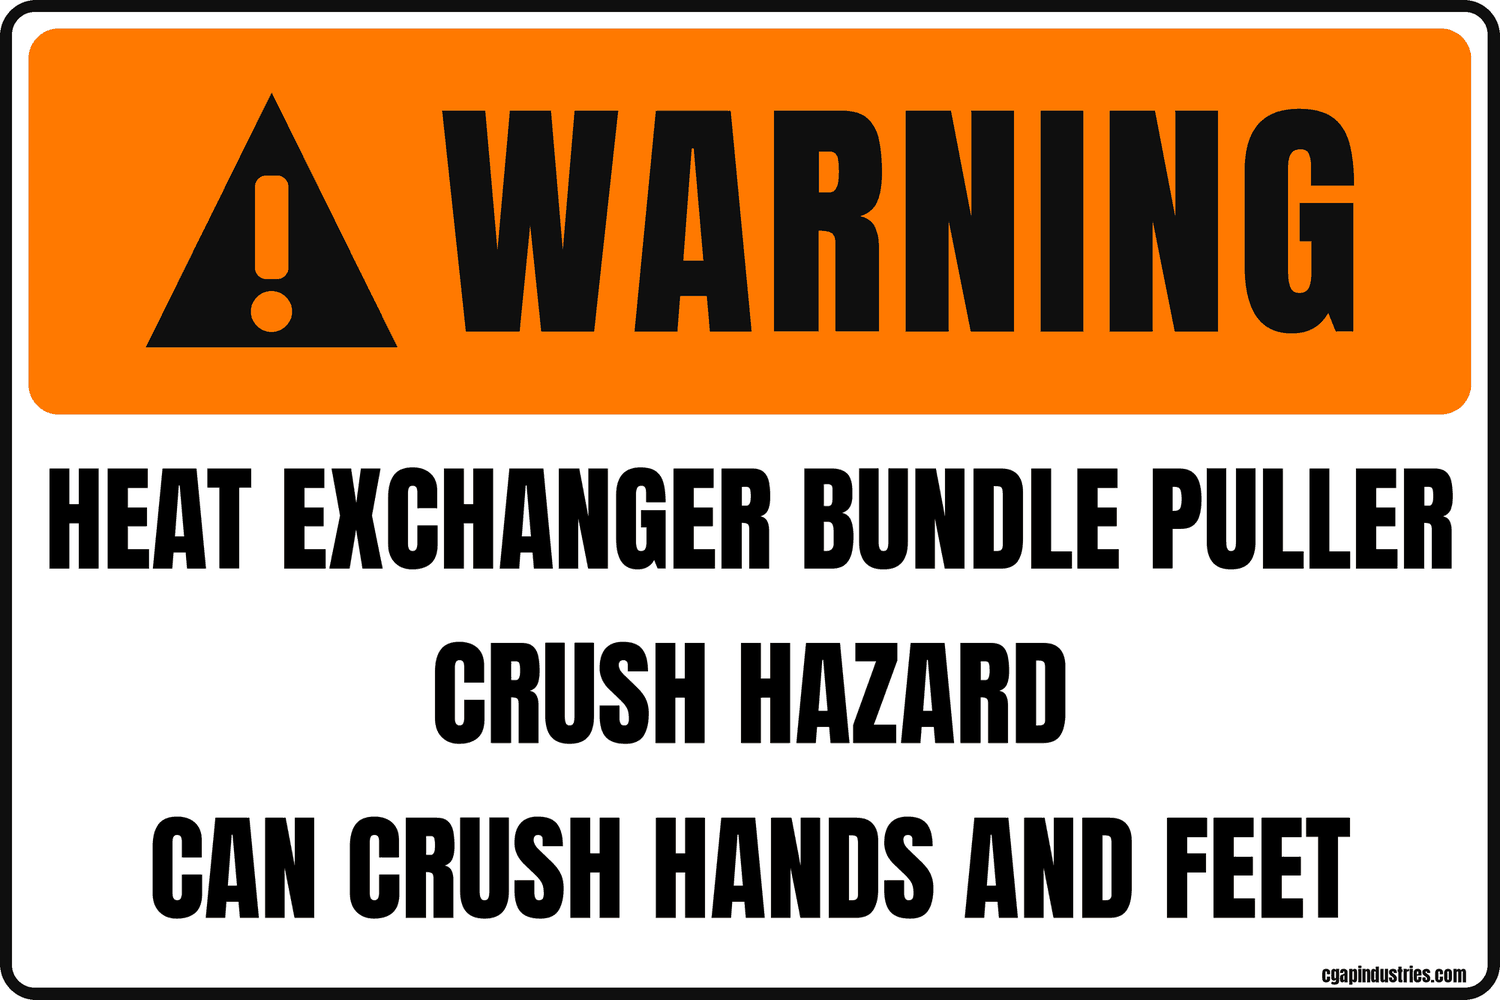 WARNING
HEAT EXCHANGER BUNDLE PULLER
CRUSH HAZARD
CAN CRUSH HANDS AND FEET
cgapindustries.com